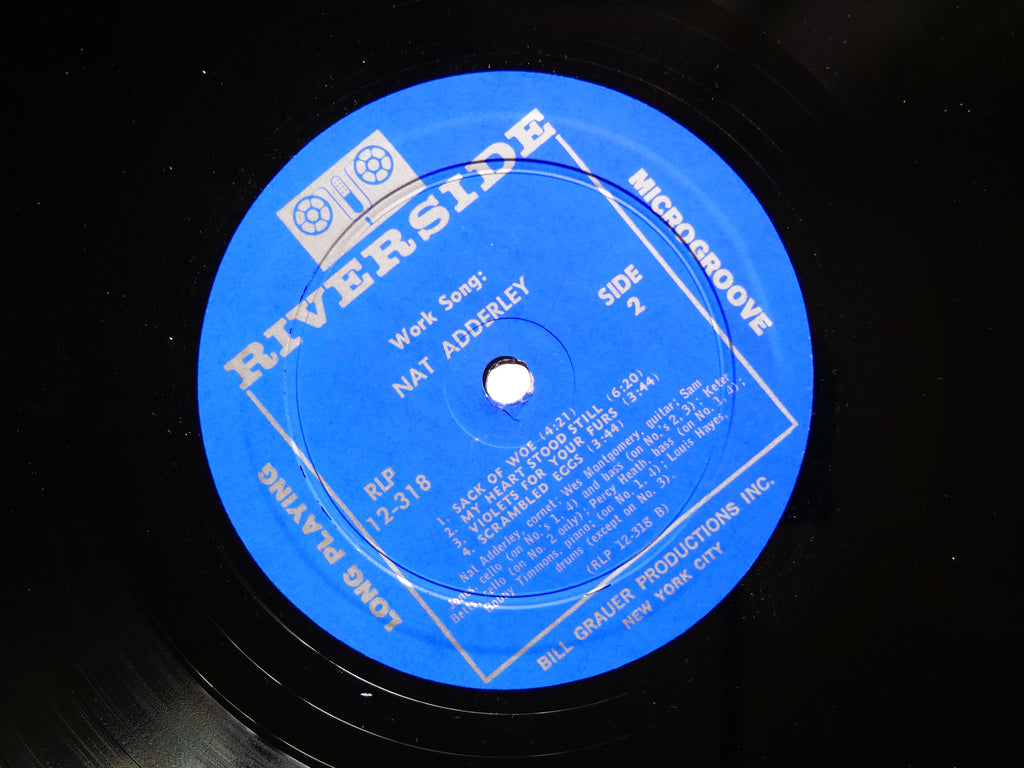 RIVERSIDE
Work Song:
NAT ADDERLEY
SIDE
2
MICROGROOVE
RLP
12-318
LONG PLAYING
1. SACK OF WOE (4:21)
2. MY HEART STOOD STILL (6:20)
3. VIOLETS FOR YOUR FURS (3:44)
4. SCRAMBLED EGGS (3:44)
Nat Adderley, cornet; Wes Montgomery, guitar; Sam
Jones, cello (on No.'s 1, 4) and bass (on No.'s 2, 3); Keter
Betts, cello (on No. 2 only); Percy Heath, bass (on No. 1, 4);
Bobby Timmons, piano; (on No. 1, 4); Louis Hayes,
drums (except on No. 3).
(RLP 12-318 B)
BILL GRAUER PRODUCTIONS INC.
NEW YORK CITY